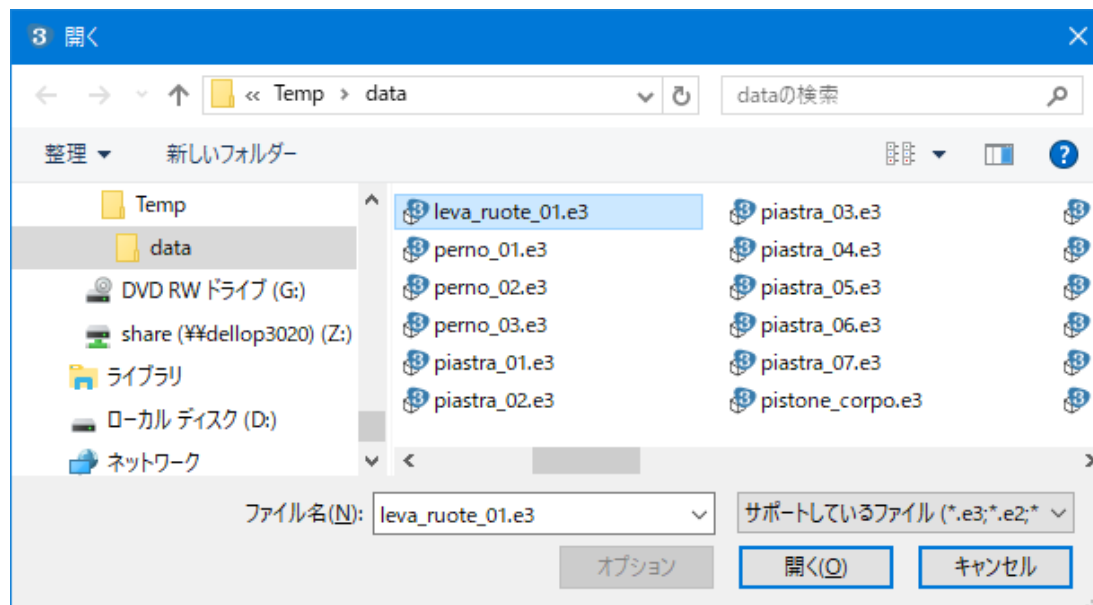 3 開く
« Temp › data
dataの検索
整理 ▼ 新しいフォルダー
?
Temp
data
DVD RW ドライブ (G:)
share (¥¥dellop3020) (Z:)
ライブラリ
ローカル ディスク (D:)
ネットワーク
leva_ruote_01.e3
perno_01.e3
perno_02.e3
perno_03.e3
piastra_01.e3
piastra_02.e3
piastra_03.e3
piastra_04.e3
piastra_05.e3
piastra_06.e3
piastra_07.e3
pistone_corpo.e3
ファイル名(N): leva_ruote_01.e3
サポートしているファイル (*.e3;*.e2;*
オプション 開く(O) キャンセル